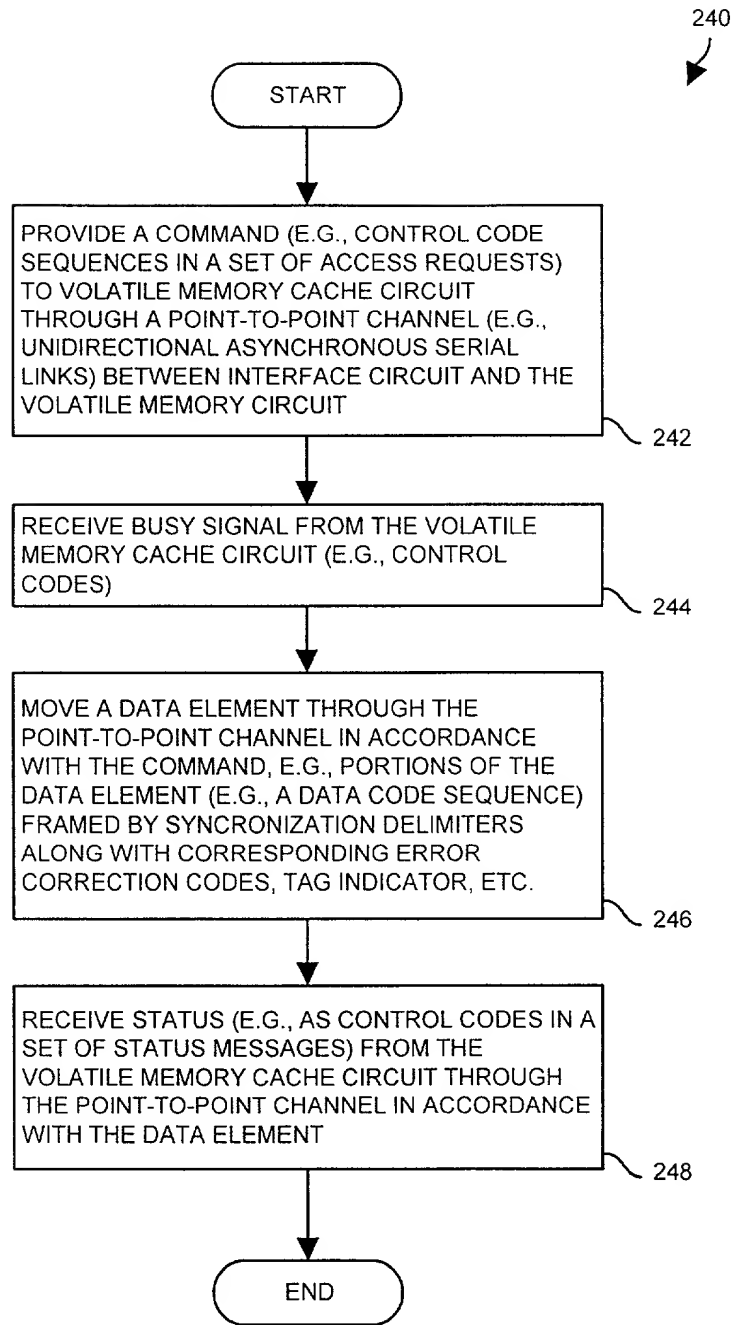 240
START
PROVIDE A COMMAND (E.G., CONTROL CODE
SEQUENCES IN A SET OF ACCESS REQUESTS)
TO VOLATILE MEMORY CACHE CIRCUIT
THROUGH A POINT-TO-POINT CHANNEL (E.G.,
UNIDIRECTIONAL ASYNCHRONOUS SERIAL
LINKS) BETWEEN INTERFACE CIRCUIT AND THE
VOLATILE MEMORY CIRCUIT
242
RECEIVE BUSY SIGNAL FROM THE VOLATILE
MEMORY CACHE CIRCUIT (E.G., CONTROL
CODES)
244
MOVE A DATA ELEMENT THROUGH THE
POINT-TO-POINT CHANNEL IN ACCORDANCE
WITH THE COMMAND, E.G., PORTIONS OF THE
DATA ELEMENT (E.G., A DATA CODE SEQUENCE)
FRAMED BY SYNCRONIZATION DELIMITERS
ALONG WITH CORRESPONDING ERROR
CORRECTION CODES, TAG INDICATOR, ETC.
246
RECEIVE STATUS (E.G., AS CONTROL CODES IN A
SET OF STATUS MESSAGES) FROM THE
VOLATILE MEMORY CACHE CIRCUIT THROUGH
THE POINT-TO-POINT CHANNEL IN ACCORDANCE
WITH THE DATA ELEMENT
248
END